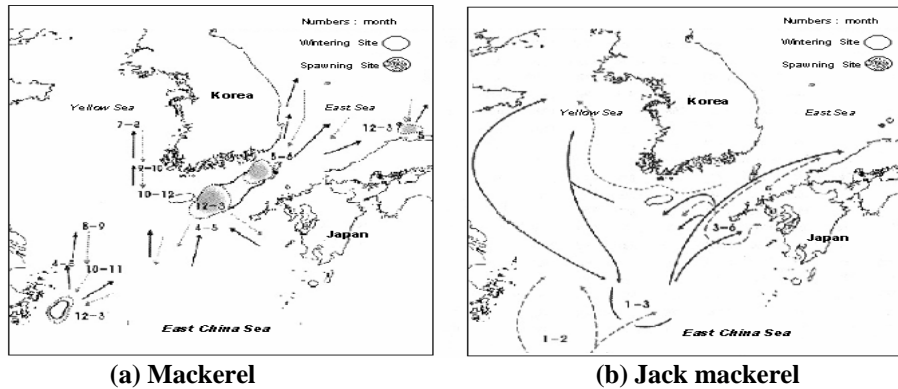 Numbers : month
Wintering Site
Spawning Site
Korea
Yellow Sea
East Sea
12-3
7-8
5-6
9-10
10-12
12-3
4-5
Japan
8-9
4-5
10-11
12-3
East China Sea
(a) Mackerel
Numbers : month
Wintering Site
Spawning Site
Korea
Yellow Sea
East Sea
3-6
Japan
1-3
1-2
East China Sea
(b) Jack mackerel